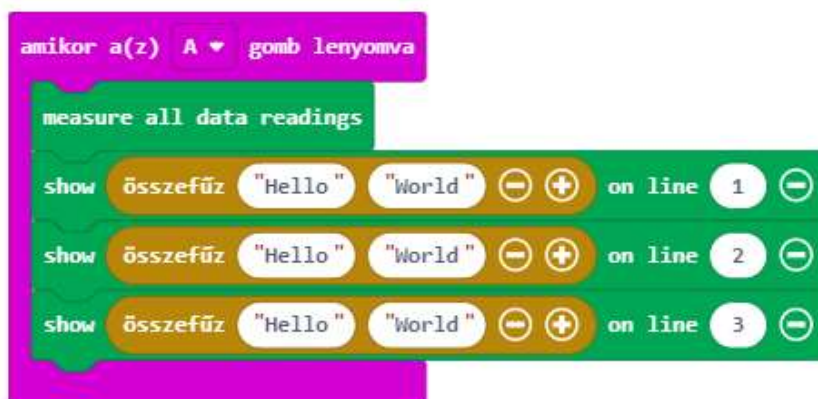 amikor a(z) A gomb lenyomva
measure all data readings
show összefűz "Hello" "World" on line 1
show összefűz "Hello" "World" on line 2
show összefűz "Hello" "World" on line 3